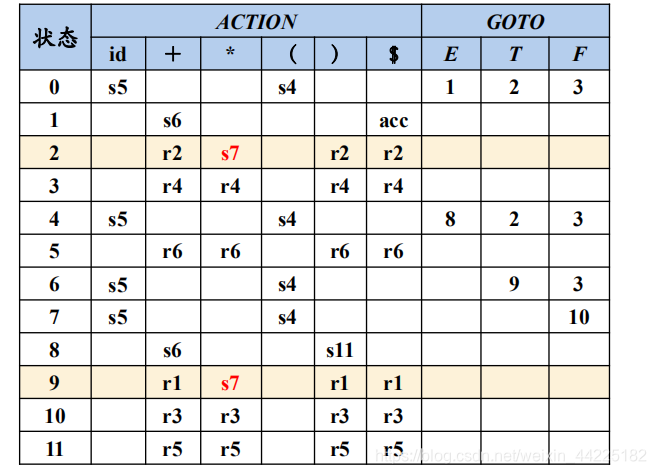 状态 ACTION GOTO
id + * ( ) $ E T F
0 s5 s4 1 2 3
1 s6 acc
2 r2 s7 r2 r2
3 r4 r4 r4 r4
4 s5 s4 8 2 3
5 r6 r6 r6 r6
6 s5 s4 9 3
7 s5 s4 10
8 s6 s11
9 r1 s7 r1 r1
10 r3 r3 r3 r3
11 r5 r5 r5 r5
https://blog.csdn.net/weixin_44225182